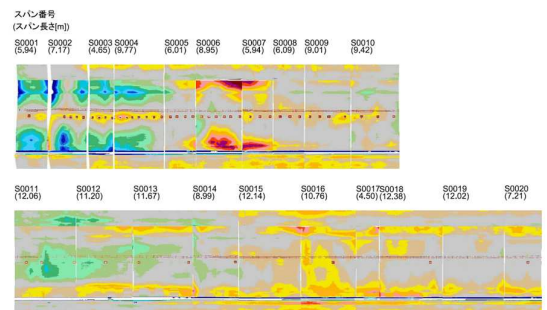 スパン番号
(スパン長さ[m])
S0001 S0002 S0003 S0004 S0005 S0006 S0007 S0008 S0009 S0010
(5,94) (7.17) (4.65) (9.77) (6.01) (8.95) (5.94) (6.09) (9.01) (9.42)
S0011 S0012 S0013 S0014 S0015 S0016 S0017 S0018 S0019 S0020
(12.06) (11.20) (11.67) (8.99) (12.14) (10.76) (4.50) (12,38) (12.02) (7.21)